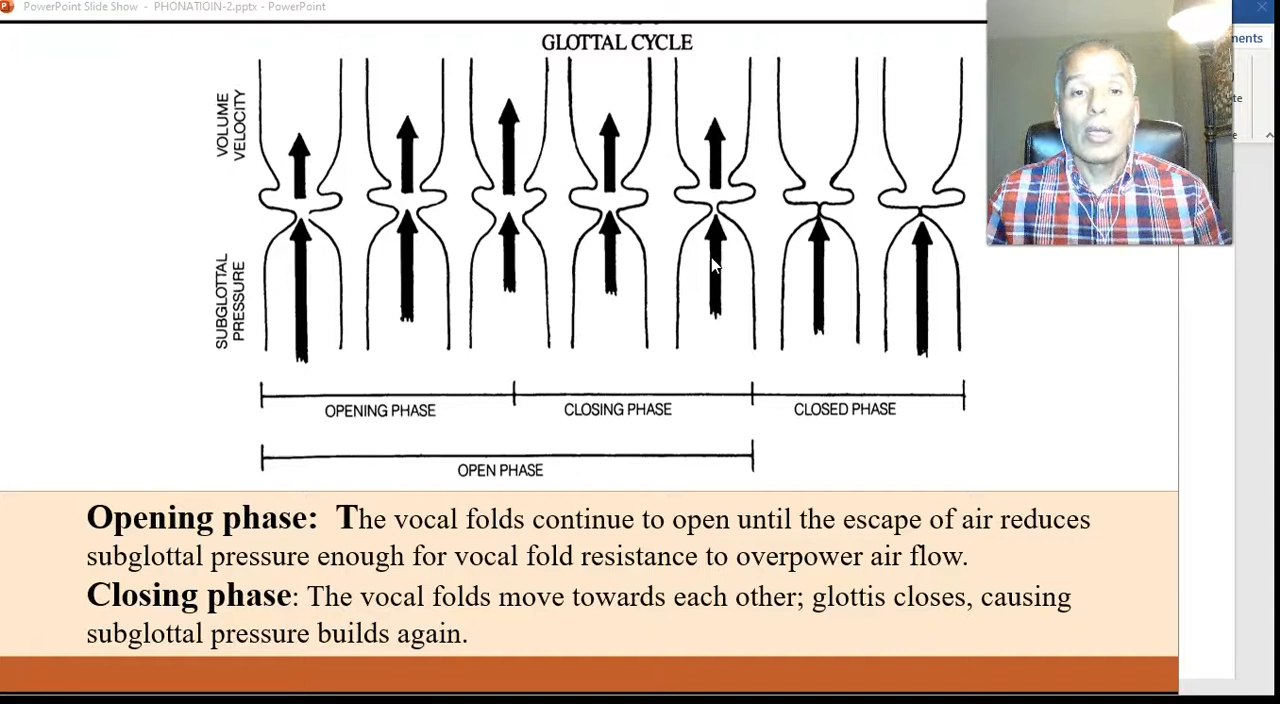 PowerPoint Slide Show - PHONATIOIN-2.pptx - PowerPoint
GLOTTAL CYCLE
VOLUME
VELOCITY
SUBGLOTTAL
PRESSURE
OPENING PHASE
CLOSING PHASE
CLOSED PHASE
OPEN PHASE
Opening phase: The vocal folds continue to open until the escape of air reduces
subglottal pressure enough for vocal fold resistance to overpower air flow.
Closing phase: The vocal folds move towards each other; glottis closes, causing
subglottal pressure builds again.